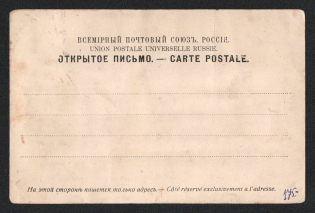 ВСЕМІРНЫЙ ПОЧТОВЫЙ СОЮЗЪ. РОССІЯ.
UNION POSTALE UNIVERSELLE RUSSIE.
ОТКРЫТОЕ ПИСЬМО. — CARTE POSTALE.
На этой сторонѣ пишется только адресъ. — Côté réservé exclusivement a l'adresse.